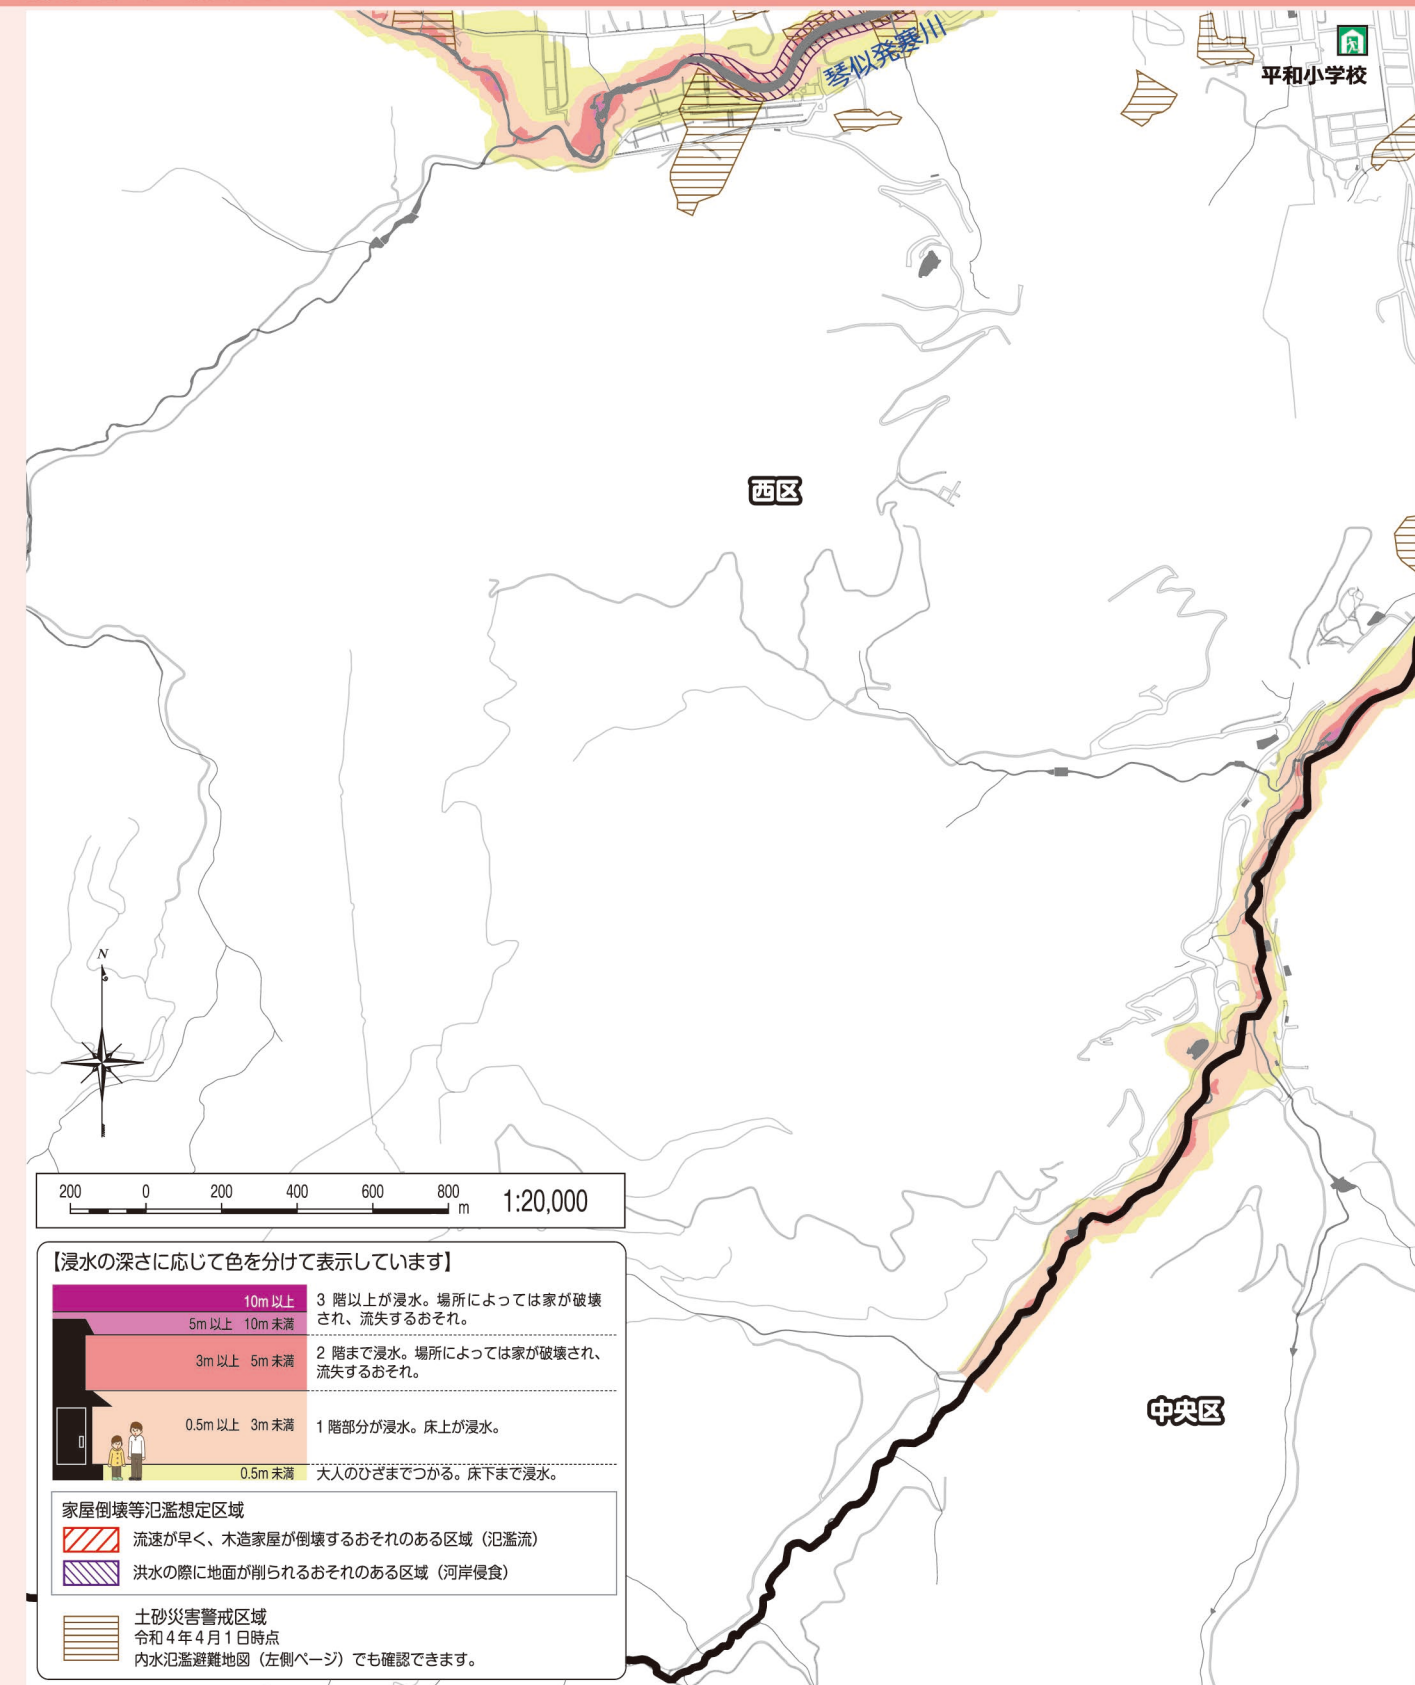 琴似発寒川
平和小学校
西区
N
200 0 200 400 600 800 m 1:20,000
【浸水の深さに応じて色を分けて表示しています】
10m 以上
3 階以上が浸水。場所によっては家が破壊
され、流失するおそれ。
5m 以上 10m 未満
3m 以上 5m 未満
2 階まで浸水。場所によっては家が破壊され、
流失するおそれ。
0.5m 以上 3m 未満
1 階部分が浸水。床上が浸水。
0.5m 未満
大人のひざまでつかる。床下まで浸水。
中央区
家屋倒壊等氾濫想定区域
流速が早く、木造家屋が倒壊するおそれのある区域（氾濫流）
洪水の際に地面が削られるおそれのある区域（河岸侵食）
土砂災害警戒区域
令和４年４月１日時点
内水氾濫避難地図（左側ページ）でも確認できます。